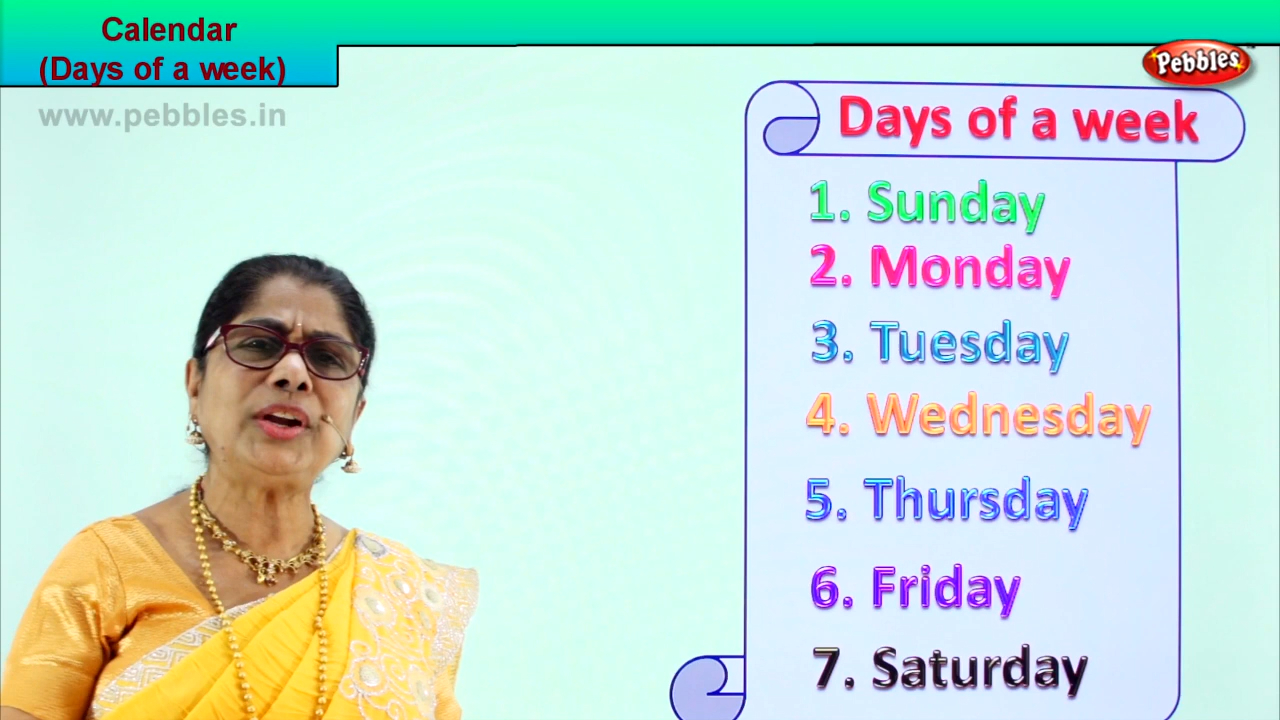 Calendar
(Days of a week)
www.pebbles.in
Pebbles
Days of a week
1. Sunday
2. Monday
3. Tuesday
4. Wednesday
5. Thursday
6. Friday
7. Saturday